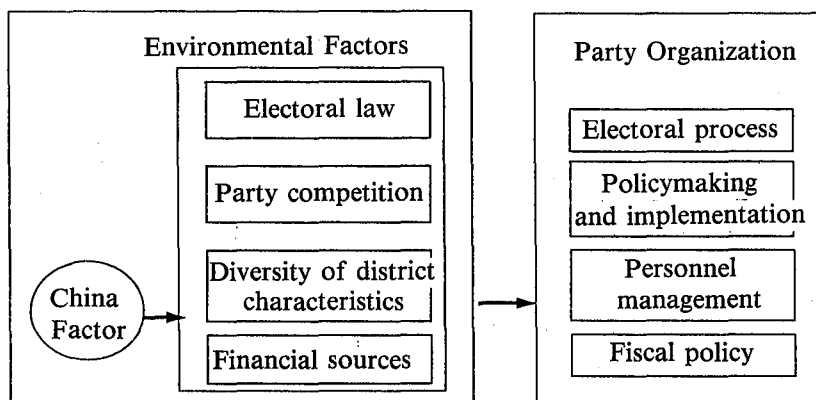 Environmental Factors
Electoral law
Party competition
Diversity of district
characteristics
Financial sources
China
Factor
Party Organization
Electoral process
Policymaking
and implementation
Personnel
management
Fiscal policy